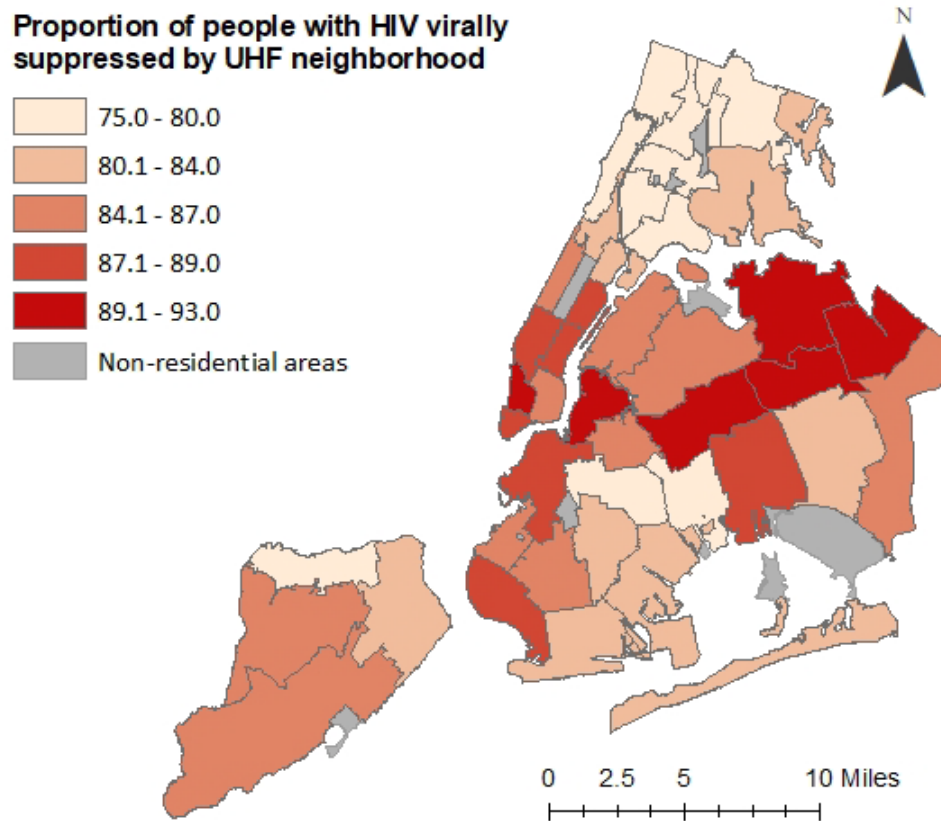 Proportion of people with HIV virally
suppressed by UHF neighborhood
75.0 - 80.0
80.1 - 84.0
84.1 - 87.0
87.1 - 89.0
89.1 - 93.0
Non-residential areas
N
0 2.5 5 10 Miles